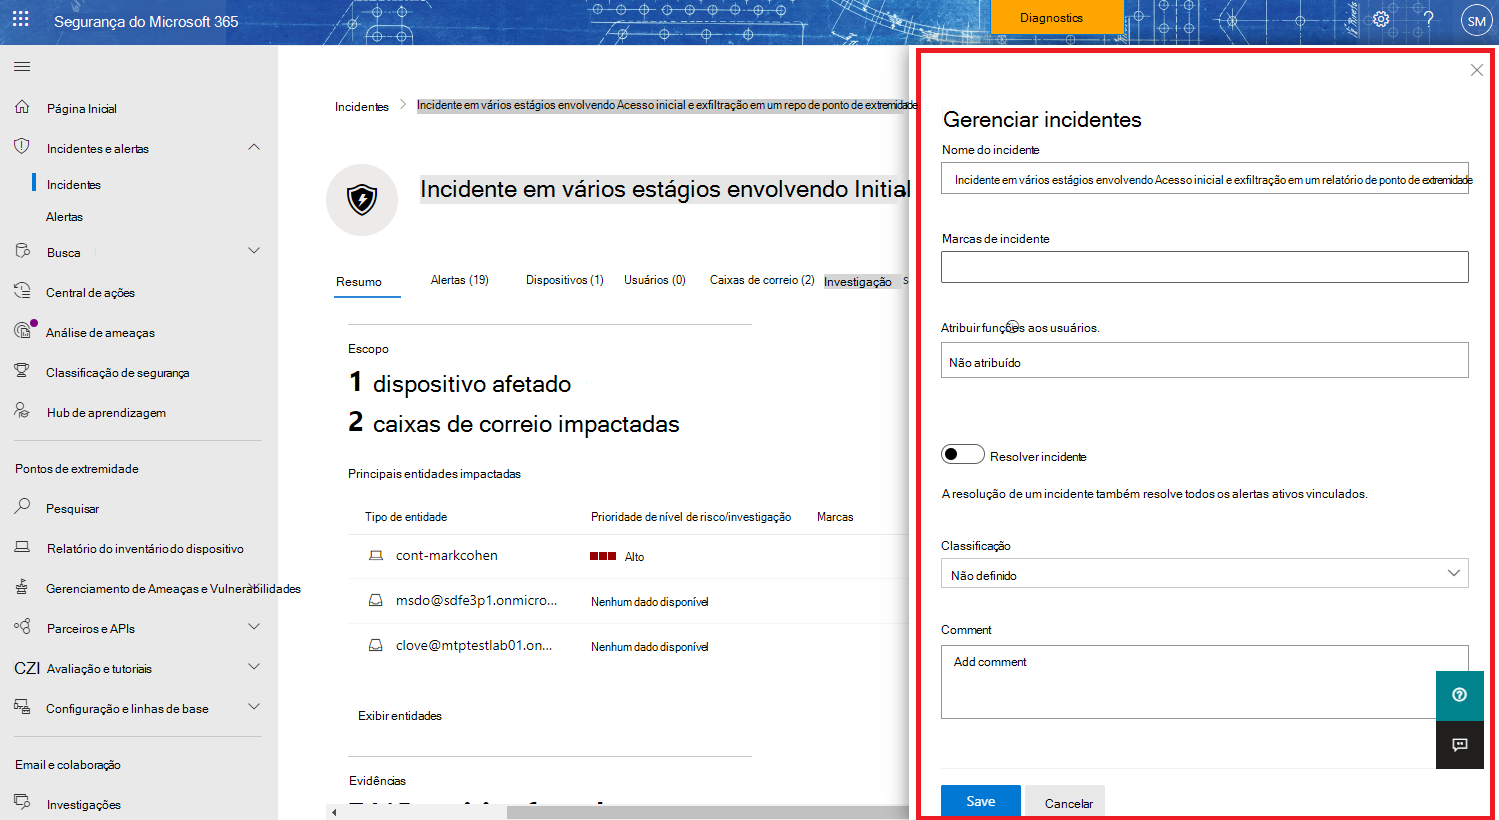 Segurança do Microsoft 365
Diagnostics
SM
Página Inicial
Incidentes e alertas
Incidentes
Alertas
Busca
Central de ações
Análise de ameaças
Classificação de segurança
Hub de aprendizagem
Pontos de extremidade
Pesquisar
Relatório do inventário do dispositivo
Gerenciamento de Ameaças e Vulnerabilidades
Parceiros e APIs
CZI Avaliação e tutoriais
Configuração e linhas de base
Email e colaboração
Investigações
Incidentes > Incidente em vários estágios envolvendo Acesso inicial e exfiltração em um repo de ponto de extremidade
Incidente em vários estágios envolvendo Initial
Resumo Alertas (19) Dispositivos (1) Usuários (0) Caixas de correio (2) Investigação s
Escopo
1 dispositivo afetado
2 caixas de correio impactadas
Principais entidades impactadas
Tipo de entidade Prioridade de nível de risco/investigação Marcas
cont-markcohen Alto
msdo@sdfe3p1.onmicro... Nenhum dado disponível
clove@mtptestlab01.on... Nenhum dado disponível
Exibir entidades
Evidências
Gerenciar incidentes
Nome do incidente
Incidente em vários estágios envolvendo Acesso inicial e exfiltração em um relatório de ponto de extremidade
Marcas de incidente
Atribuir funções aos usuários.
Não atribuído
Resolver incidente
A resolução de um incidente também resolve todos os alertas ativos vinculados.
Classificação
Não definido
Comment
Add comment
Save Cancelar